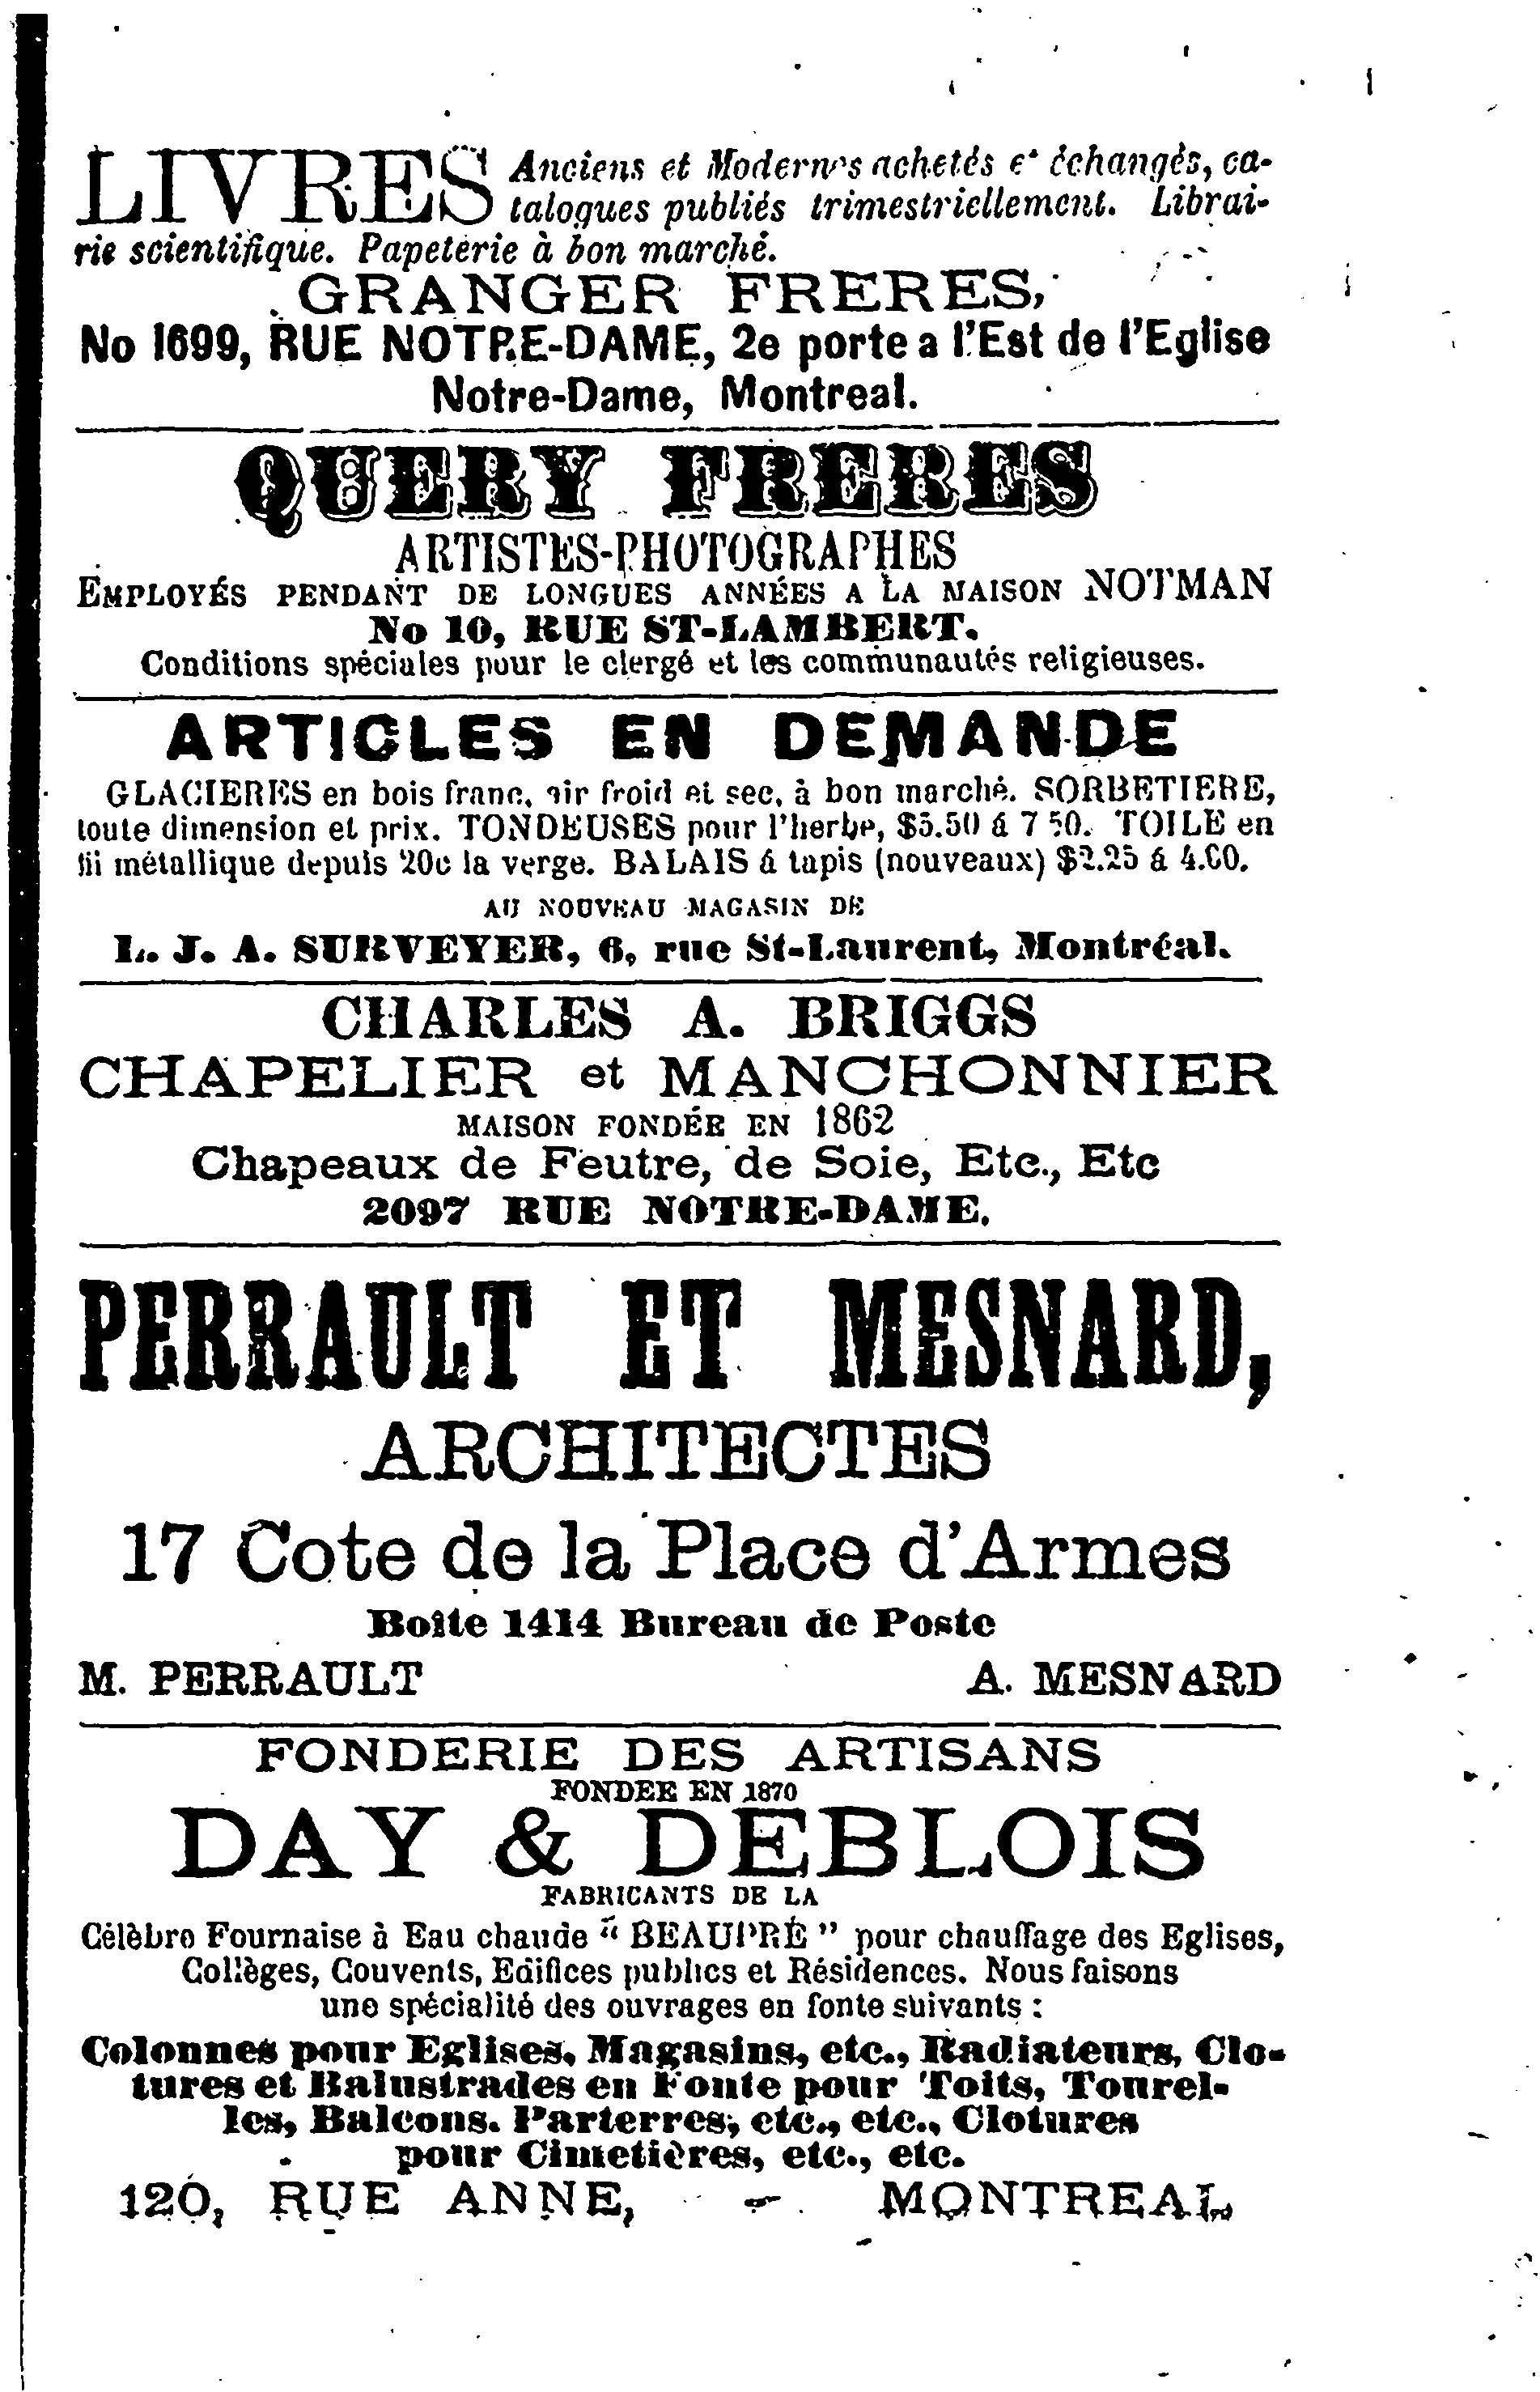 LIVRES Anciens et Modernes achetés et échangés, ca-
talogues publiés trimestriellement. Librai-
rie scientifique. Papeterie à bon marché.
GRANGER FRERES,
No 1699, RUE NOTRE-DAME, 2e porte a l'Est de l'Eglise
Notre-Dame, Montreal.
QUERY FRERES
ARTISTES-PHOTOGRAPHES
EMPLOYÉS PENDANT DE LONGUES ANNÉES A LA MAISON NOTMAN
No 10, RUE ST-LAMBERT.
Conditions spéciales pour le clergé et les communautés religieuses.
ARTICLES EN DEMANDE
GLACIERES en bois franc, air froid et sec, à bon marché. SORBETIERE,
toute dimension et prix. TONDEUSES pour l'herbe, $5.50 á 7 50. TOILE en
fil métallique depuis 20c la verge. BALAIS á tapis (nouveaux) $2.25 á 4.00.
AU NOUVEAU MAGASIN DE
L. J. A. SURVEYER, 6, rue St-Laurent, Montréal.
CHARLES A. BRIGGS
CHAPELIER et MANCHONNIER
MAISON FONDÉE EN 1862
Chapeaux de Feutre, de Soie, Etc., Etc
2097 RUE NOTRE-DAME.
PERRAULT ET MESNARD,
ARCHITECTES
17 Cote de la Place d'Armes
Boîte 1414 Bureau de Poste
M. PERRAULT A. MESNARD
FONDERIE DES ARTISANS
FONDEE EN 1870
DAY & DEBLOIS
FABRICANTS DE LA
Célèbre Fournaise à Eau chaude “ BEAUPRÉ ” pour chauffage des Eglises,
Collèges, Couvents, Edifices publics et Résidences. Nous faisons
une spécialité des ouvrages en fonte suivants :
Colonnes pour Eglises, Magasins, etc., Radiateurs, Clo-
tures et Balustrades en Fonte pour Toits, Tourel-
les, Balcons. Parterres, etc., etc., Clotures
pour Cimetières, etc., etc.
120, RUE ANNE, - MONTREAL